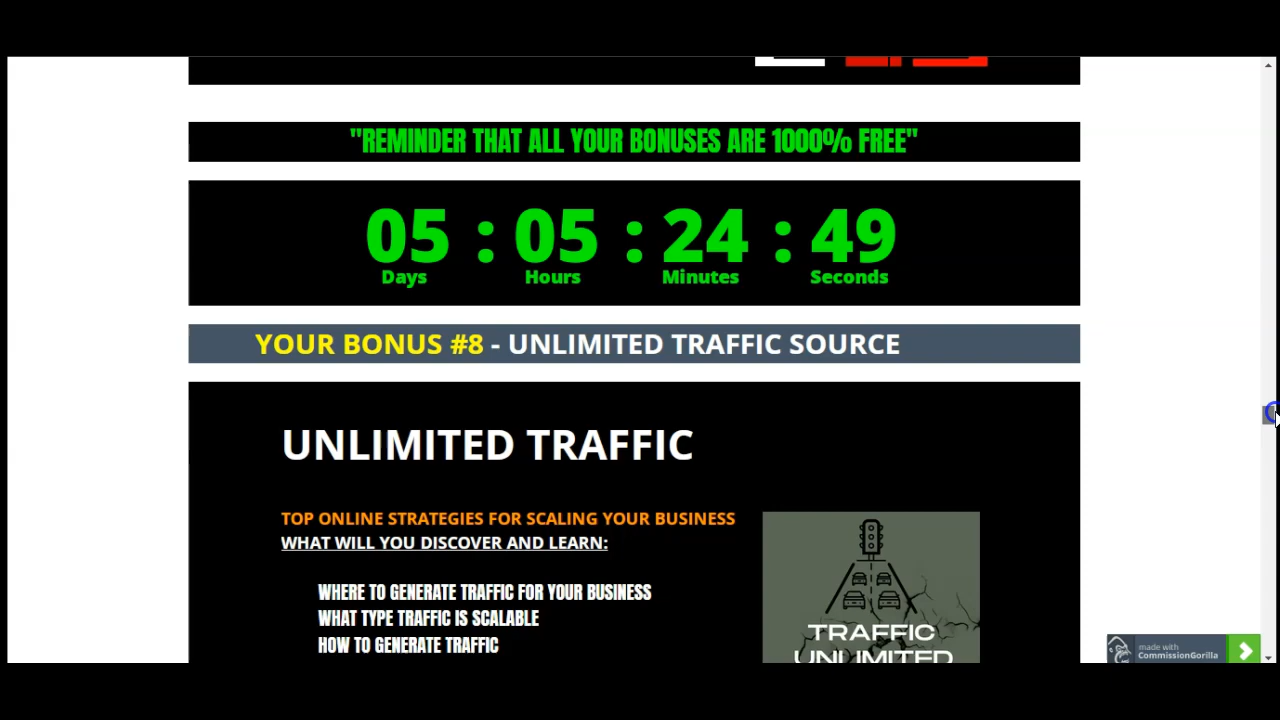 "REMINDER THAT ALL YOUR BONUSES ARE 1000% FREE"
05 : 05 : 24 : 49
Days Hours Minutes Seconds
YOUR BONUS #8 - UNLIMITED TRAFFIC SOURCE
UNLIMITED TRAFFIC
TOP ONLINE STRATEGIES FOR SCALING YOUR BUSINESS
WHAT WILL YOU DISCOVER AND LEARN:
WHERE TO GENERATE TRAFFIC FOR YOUR BUSINESS
WHAT TYPE TRAFFIC IS SCALABLE
HOW TO GENERATE TRAFFIC
TRAFFIC
UNLIMITED
made with
CommissionGorilla